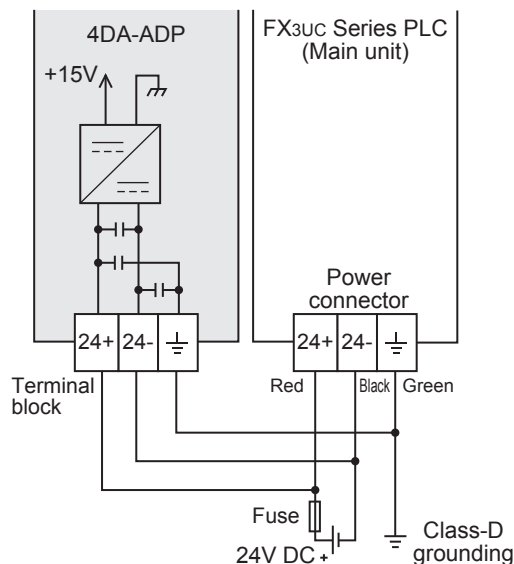 4DA-ADP
+15V
24+ 24-
Terminal
block
FX3UC Series PLC
(Main unit)
Power
connector
24+ 24-
Red Black Green
Fuse
24V DC +
Class-D
grounding